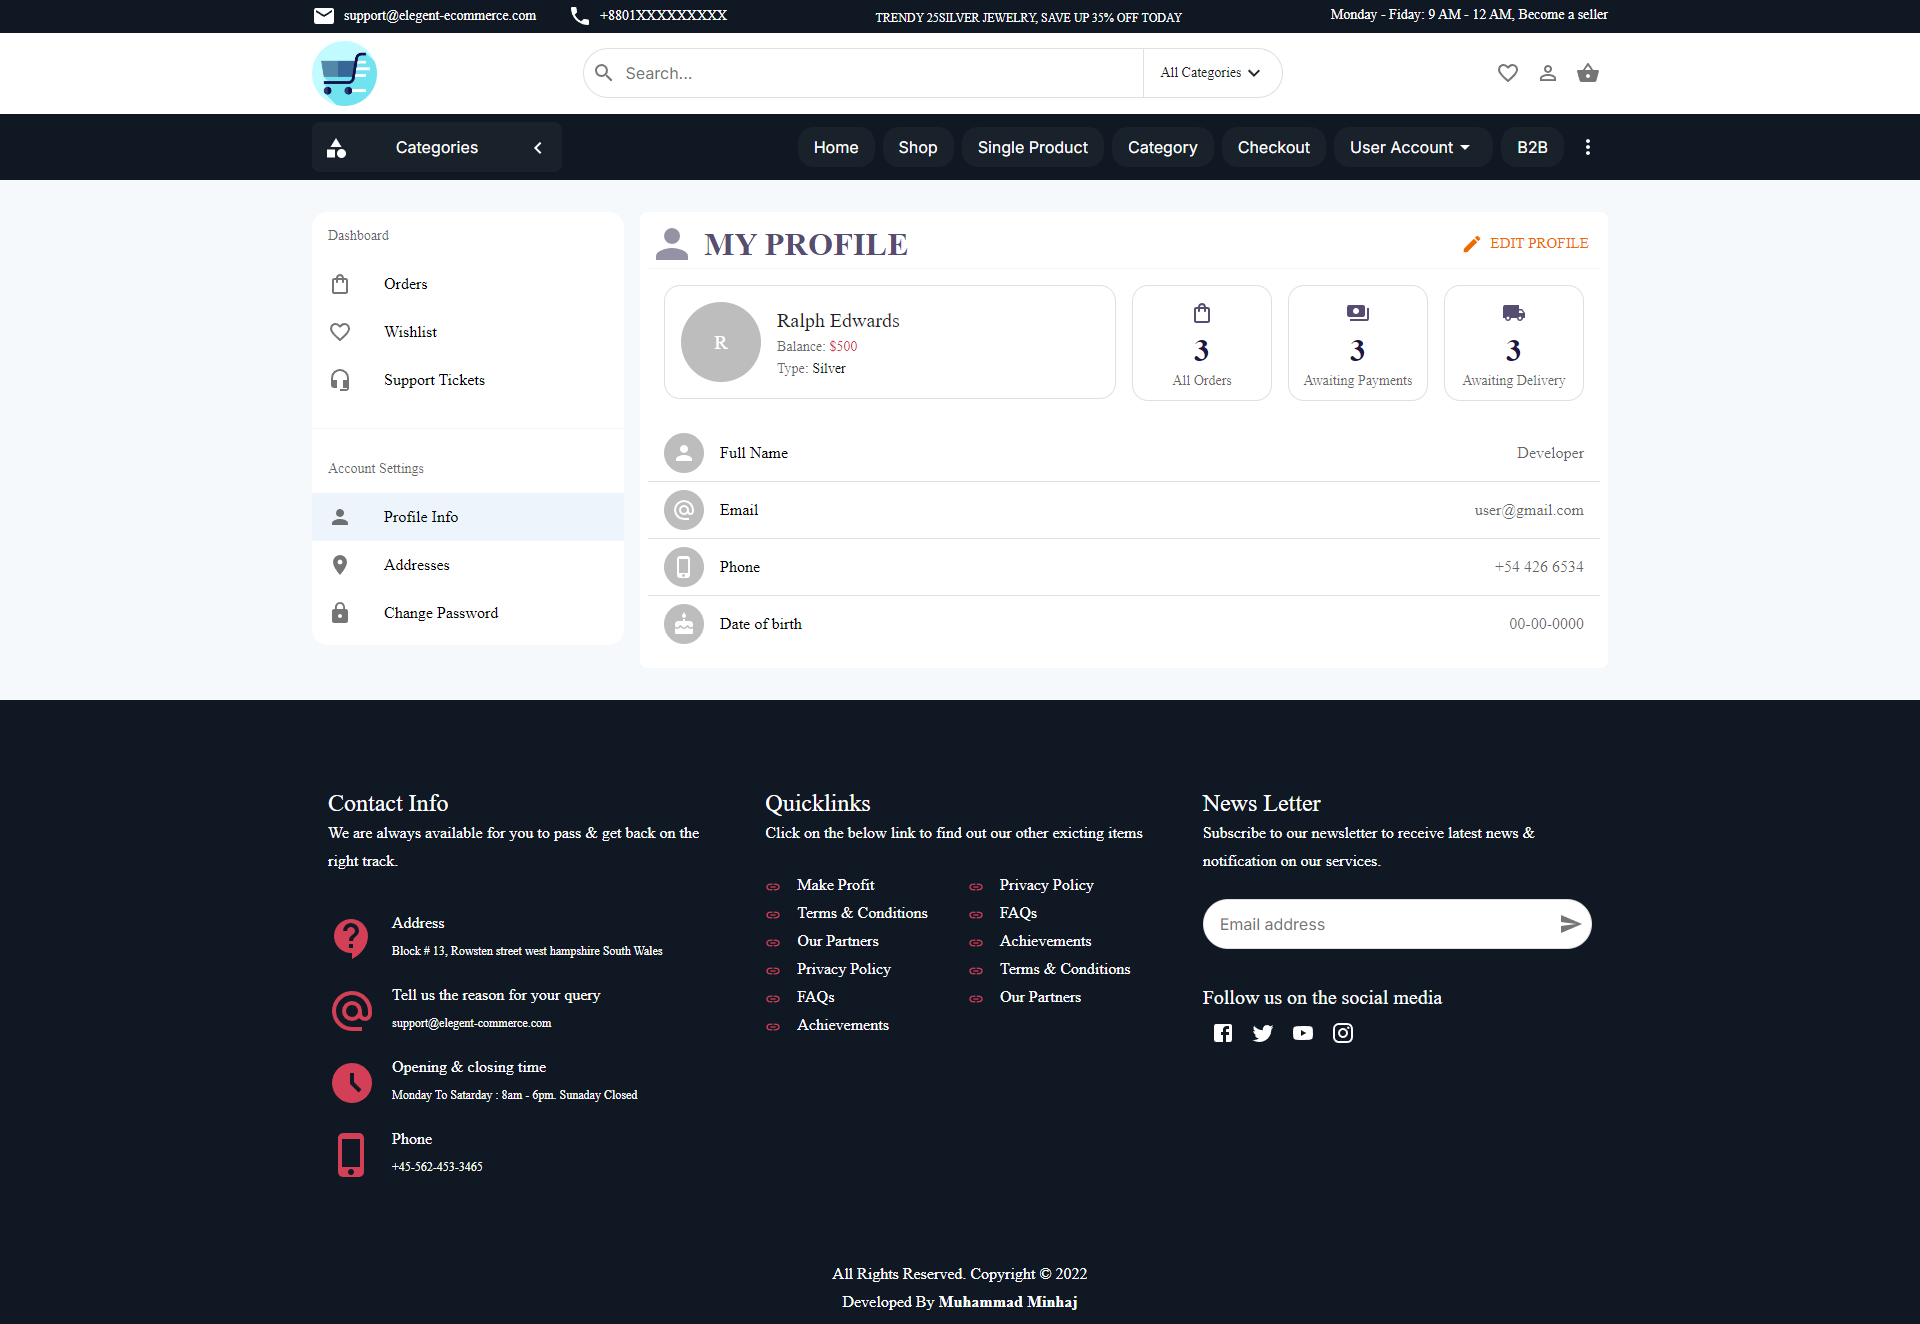 support@elegent-ecommerce.com
+8801XXXXXXXXX
TRENDY 25SILVER JEWELRY, SAVE UP 35% OFF TODAY
Monday - Fiday: 9 AM - 12 AM, Become a seller
Search...
All Categories
Categories
Home
Shop
Single Product
Category
Checkout
User Account
B2B
Dashboard
Orders
Wishlist
Support Tickets
Account Settings
Profile Info
Addresses
Change Password
MY PROFILE
EDIT PROFILE
R
Ralph Edwards
Balance: $500
Type: Silver
3
All Orders
3
Awaiting Payments
3
Awaiting Delivery
Full Name
Developer
Email
user@gmail.com
Phone
+54 426 6534
Date of birth
00-00-0000
Contact Info
We are always available for you to pass & get back on the
right track.
Address
Block # 13, Rowsten street west hampshire South Wales
Tell us the reason for your query
support@elegent-commerce.com
Opening & closing time
Monday To Satarday : 8am - 6pm. Sunaday Closed
Phone
+45-562-453-3465
Quicklinks
Click on the below link to find out our other exicting items
Make Profit
Terms & Conditions
Our Partners
Privacy Policy
FAQs
Achievements
Privacy Policy
FAQs
Achievements
Terms & Conditions
Our Partners
News Letter
Subscribe to our newsletter to receive latest news &
notification on our services.
Email address
Follow us on the social media
All Rights Reserved. Copyright © 2022
Developed By Muhammad Minhaj